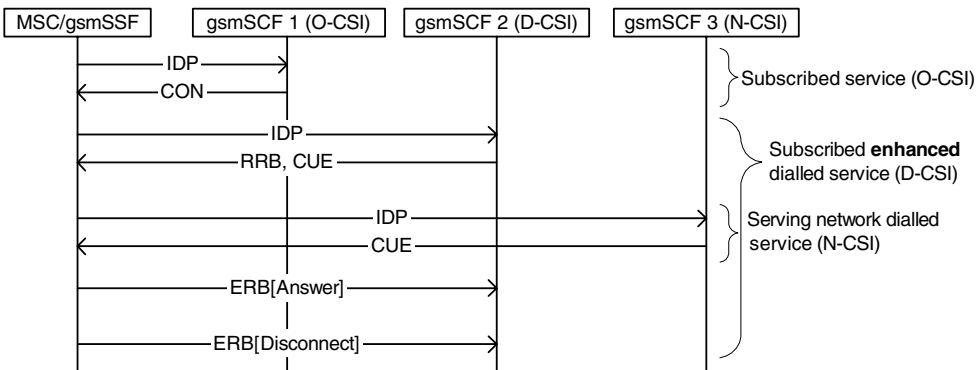 MSC/gsmSSF gsmSCF 1 (O-CSI) gsmSCF 2 (D-CSI) gsmSCF 3 (N-CSI)
IDP
Subscribed service (O-CSI)
CON
IDP
Subscribed enhanced
RRB, CUE
dialled service (D-CSI)
IDP
Serving network dialled
CUE
service (N-CSI)
ERB[Answer]
ERB[Disconnect]